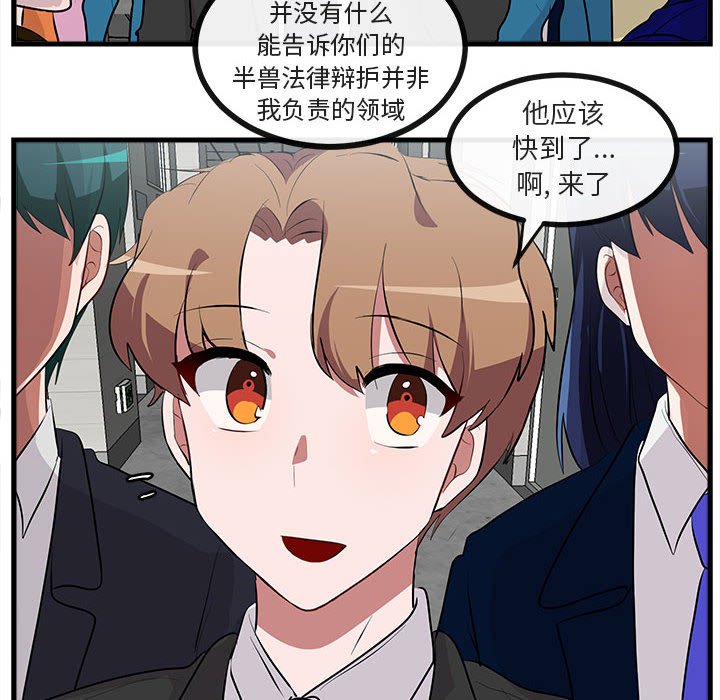 并没有什么
能告诉你们的
半兽法律辩护并非
我负责的领域
他应该
快到了...
啊, 来了